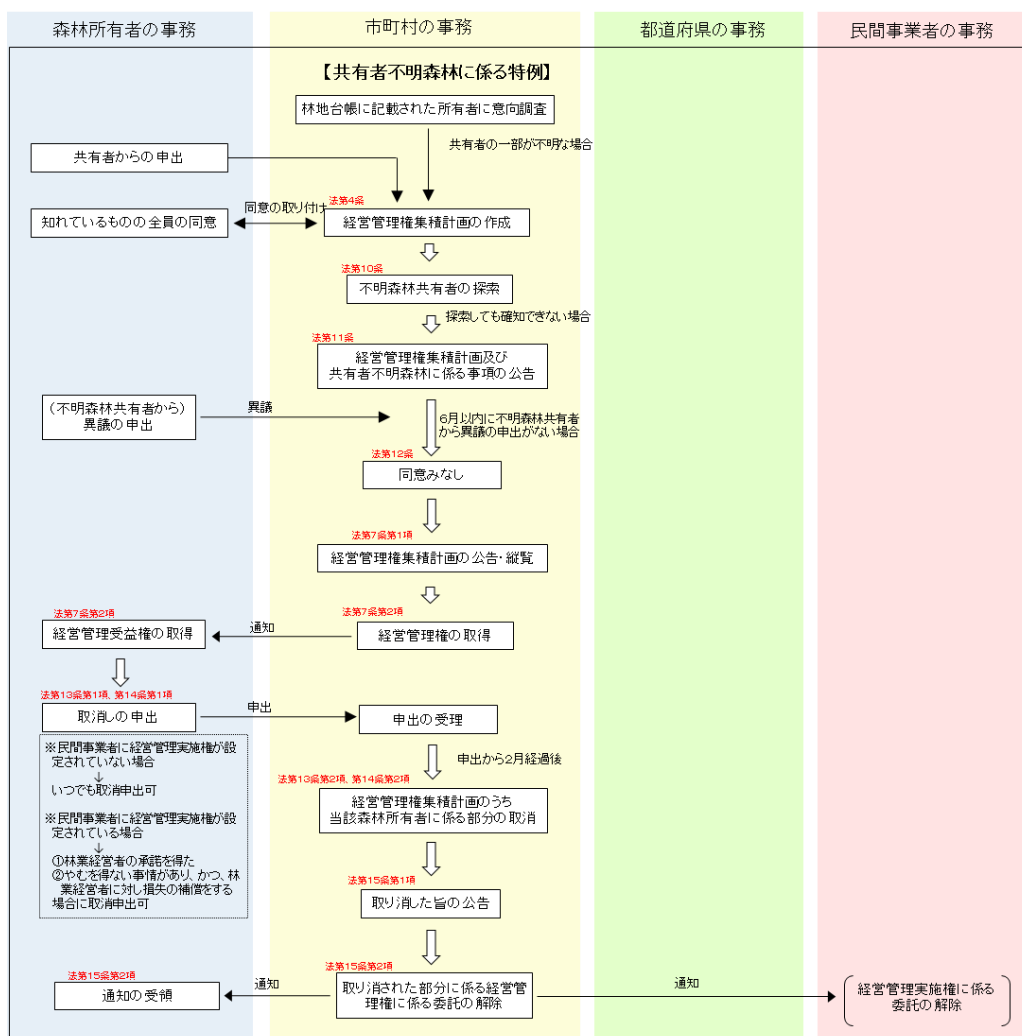 森林所有者の事務
市町村の事務
都道府県の事務
民間事業者の事務
【共有者不明森林に係る特例】
林地台帳に記載された所有者に意向調査
共有者の一部が不明な場合
共有者からの申出
法第4条
同意の取り付け
知れているものの全員の同意
経営管理権集積計画の作成
法第10条
不明森林共有者の探索
探索しても確知できない場合
法第11条
経営管理権集積計画及び
共有者不明森林に係る事項の公告
(不明森林共有者から)
異議の申出
異議
6月以内に不明森林共有者
から異議の申出がない場合
法第12条
同意みなし
法第7条第1項
経営管理権集積計画の公告・縦覧
法第7条第2項
経営管理受益権の取得
通知
法第7条第2項
経営管理権の取得
法第13条第1項、第14条第1項
取消しの申出
申出
申出の受理
※民間事業者に経営管理実施権が設
定されていない場合
↓
いつでも取消申出可
※民間事業者に経営管理実施権が設
定されている場合
↓
①林業経営者の承諾を得た
②やむを得ない事情があり、かつ、林
業経営者に対し損失の補償をする
場合に取消申出可
申出から2月経過後
法第13条第2項、第14条第2項
経営管理権集積計画のうち
当該森林所有者に係る部分の取消
法第15条第1項
取り消した旨の公告
法第15条第2項
通知の受領
通知
法第15条第2項
取り消された部分に係る経営管
理権に係る委託の解除
通知
経営管理実施権に係る
委託の解除